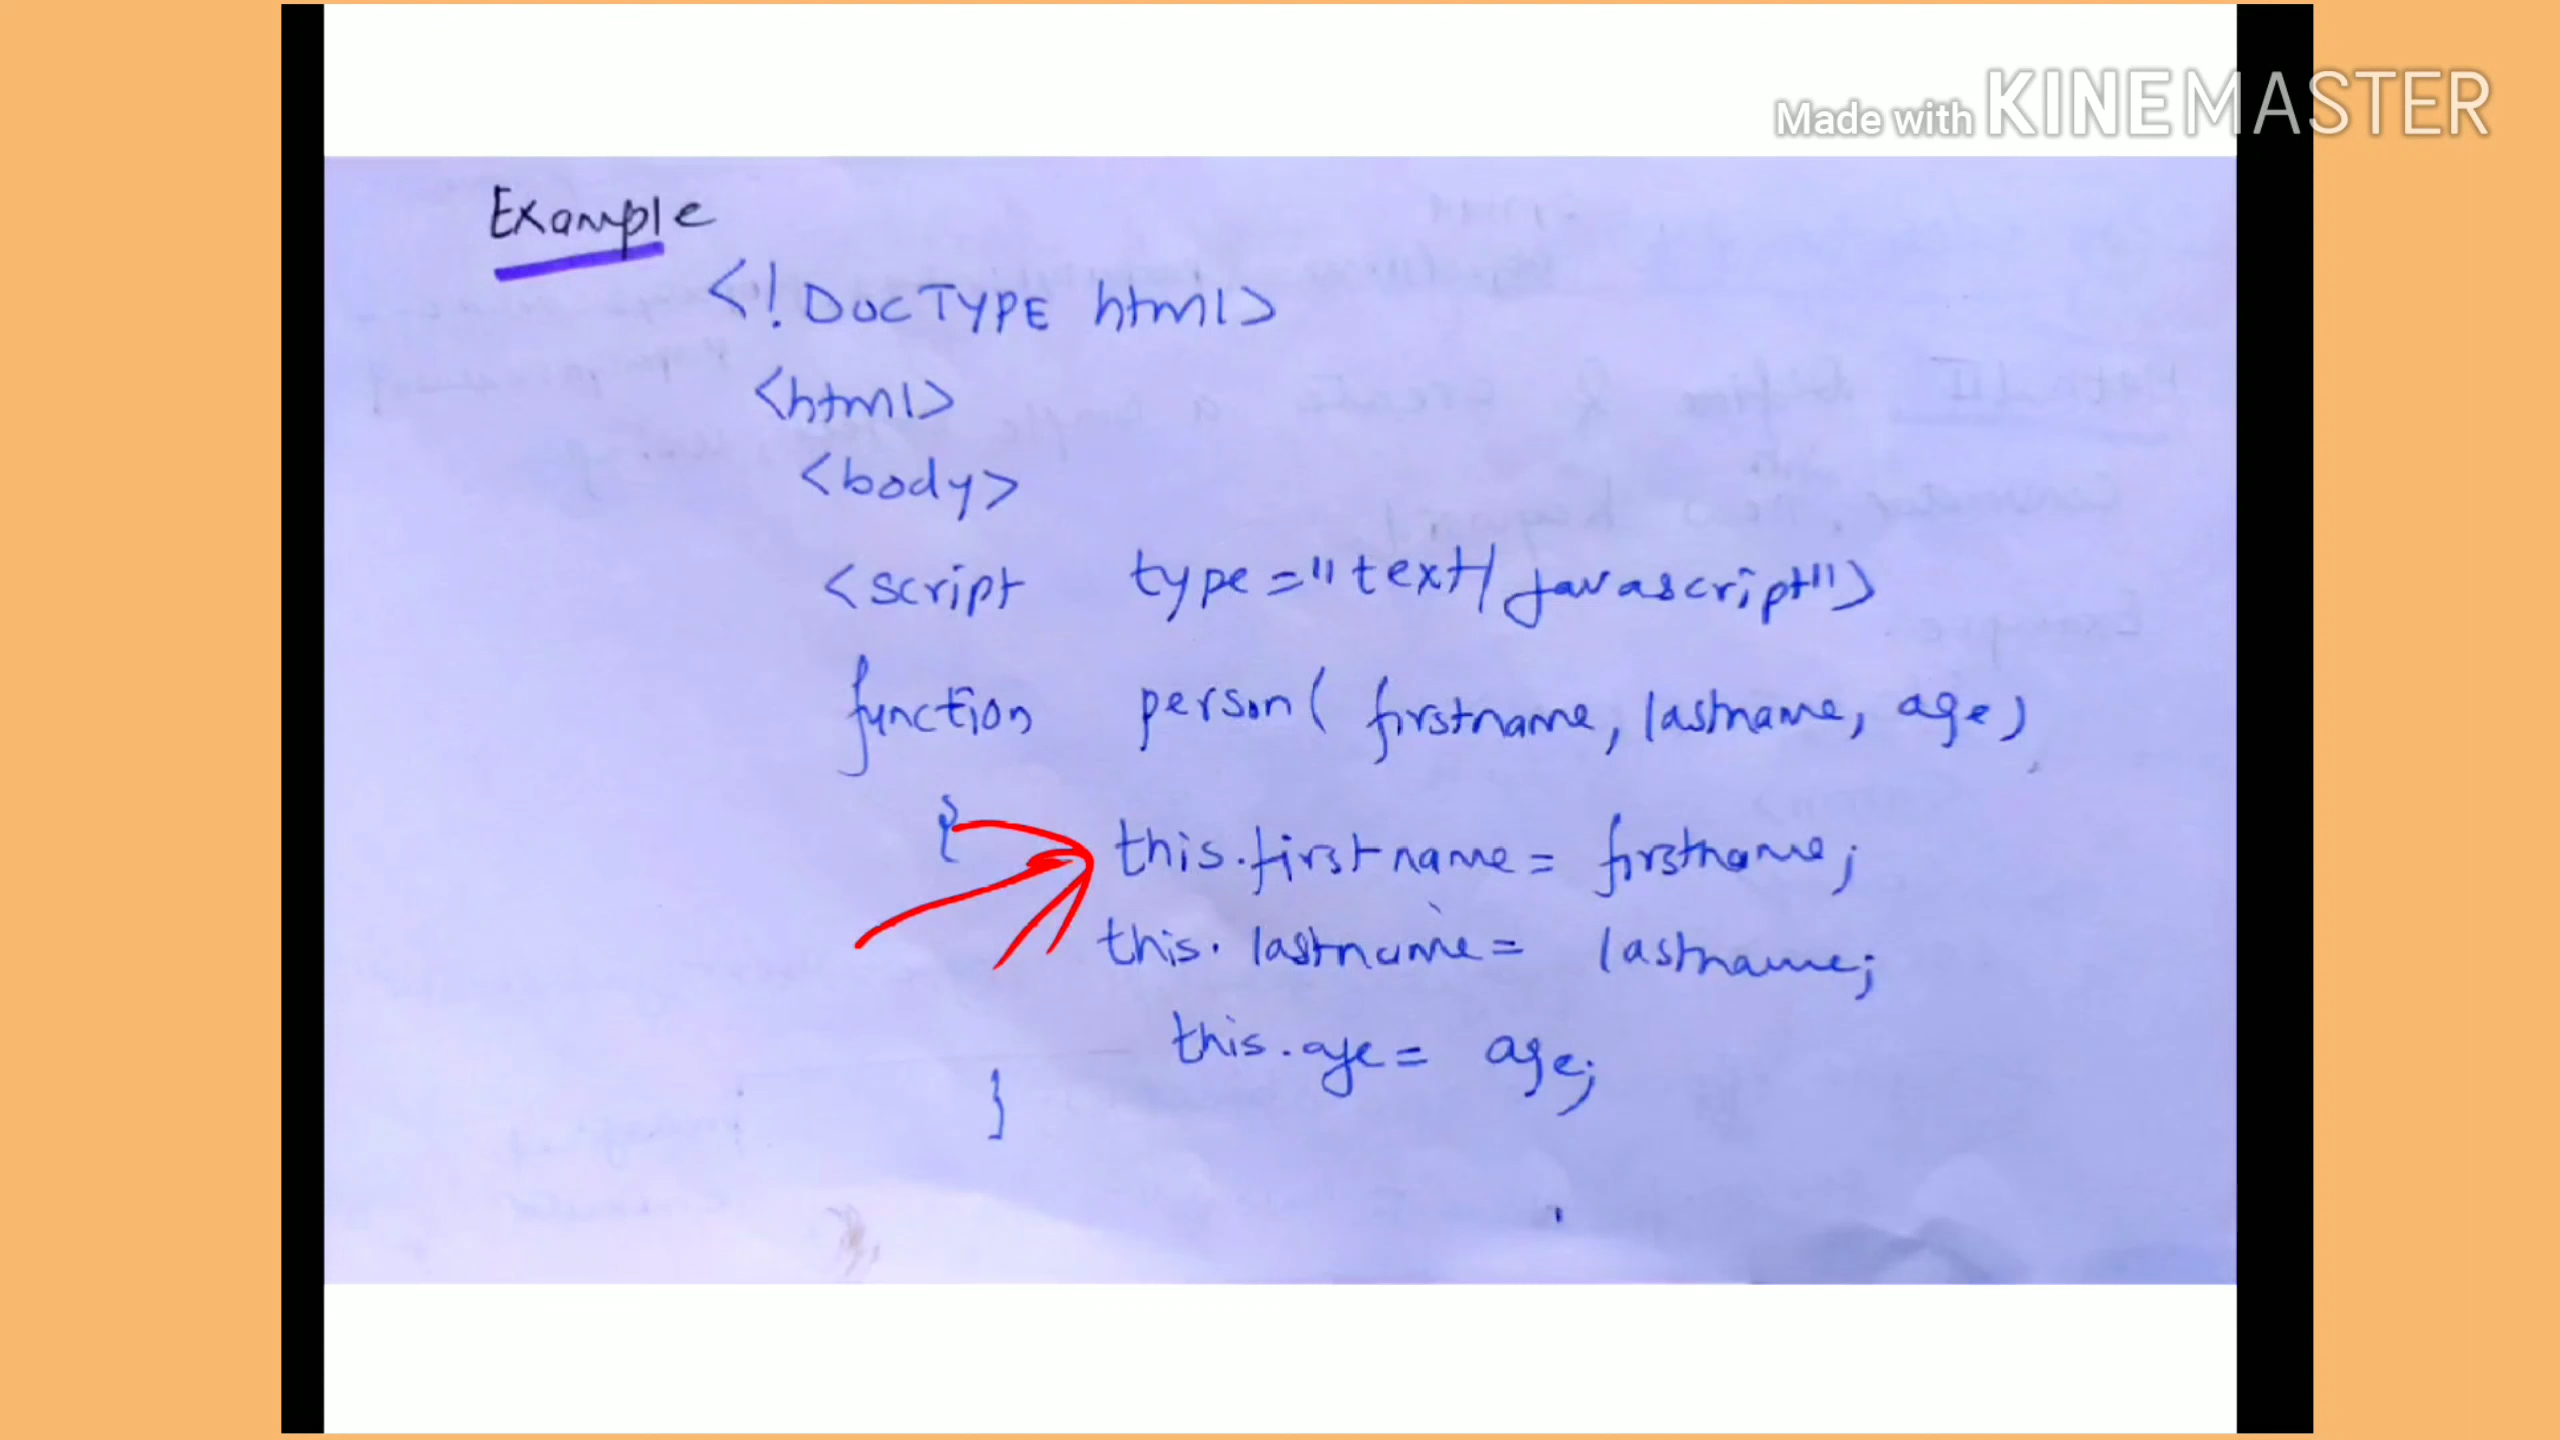 Made with KINEMASTER
Example
<!DOCTYPE html>
<html>
<body>
<script type="text/javascript">
function person( firstname, lastname, age)
{ this.firstname = firstname;
this.lastname = lastname;
this.age = age;
}